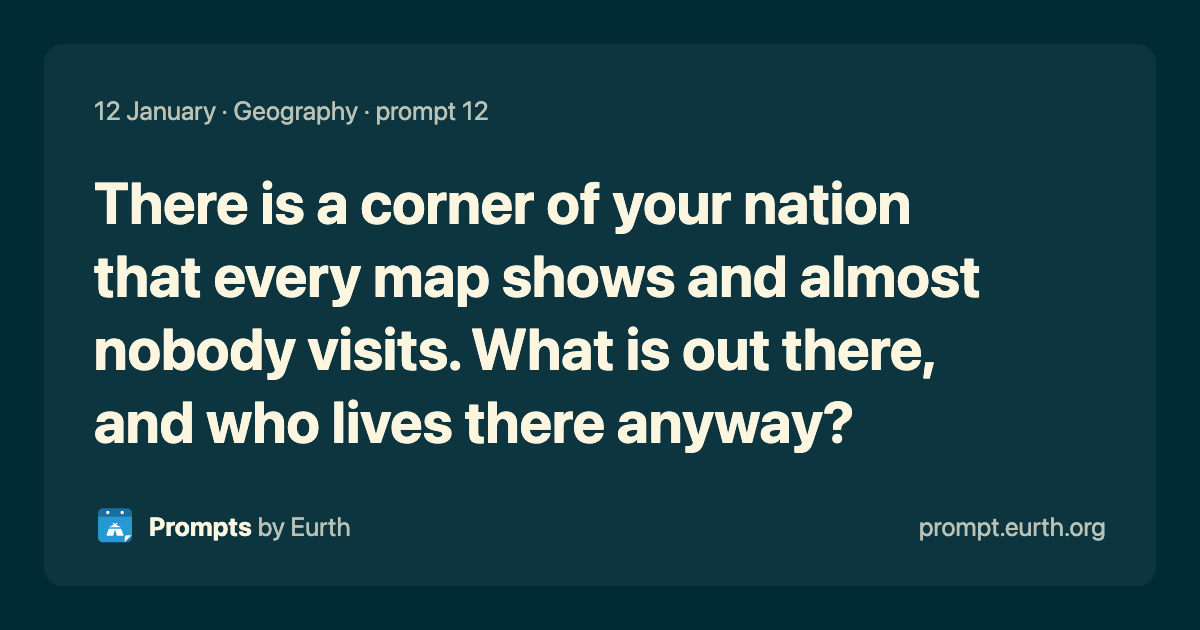 12 January · Geography · prompt 12
There is a corner of your nation
that every map shows and almost
nobody visits. What is out there,
and who lives there anyway?
Prompts by Eurth
prompt.eurth.org